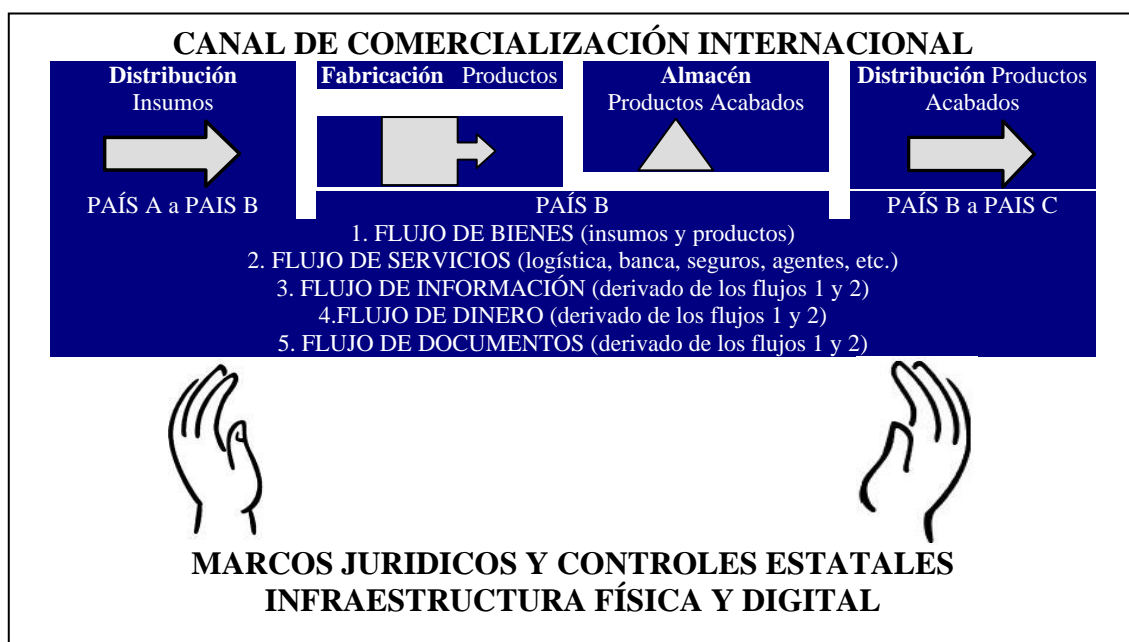 CANAL DE COMERCIALIZACIÓN INTERNACIONAL
Distribución
Insumos
Fabricación Productos
Almacén
Productos Acabados
Distribución Productos
Acabados
PAÍS A a PAIS B
PAÍS B
PAÍS B a PAIS C
1. FLUJO DE BIENES (insumos y productos)
2. FLUJO DE SERVICIOS (logística, banca, seguros, agentes, etc.)
3. FLUJO DE INFORMACIÓN (derivado de los flujos 1 y 2)
4.FLUJO DE DINERO (derivado de los flujos 1 y 2)
5. FLUJO DE DOCUMENTOS (derivado de los flujos 1 y 2)
MARCOS JURIDICOS Y CONTROLES ESTATALES
INFRAESTRUCTURA FÍSICA Y DIGITAL